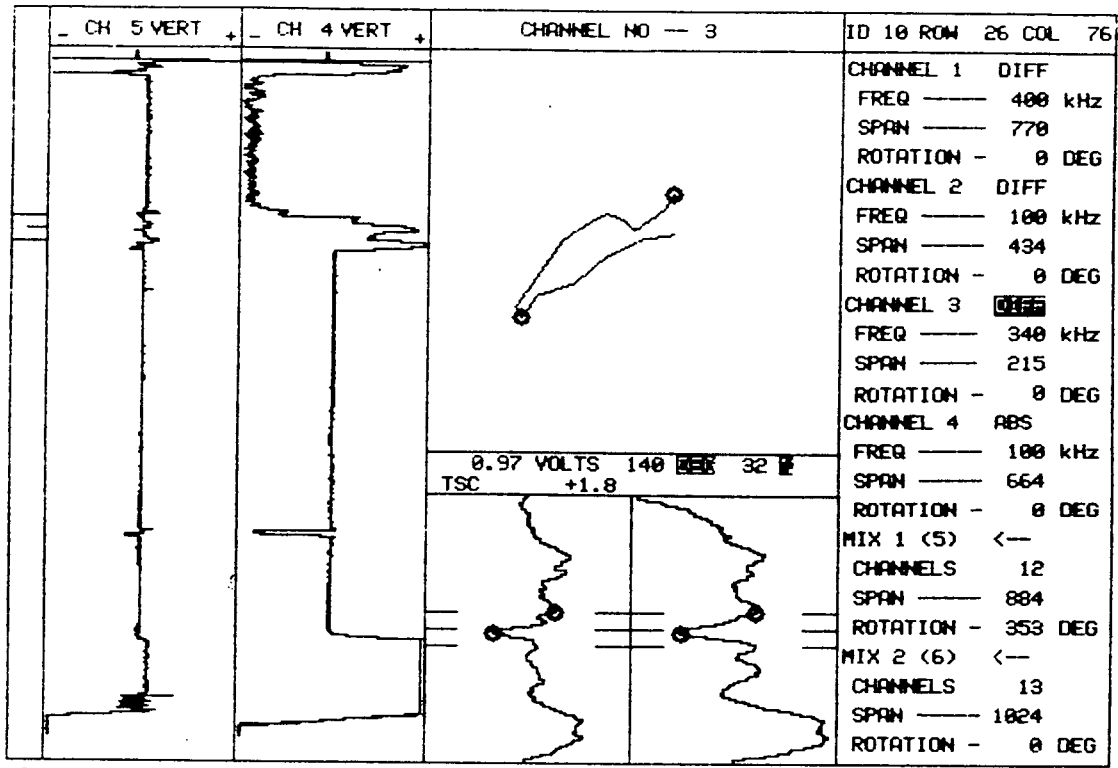 _ CH 5 VERT +
_ CH 4 VERT +
CHANNEL NO -- 3
ID 10 ROW 26 COL 76
CHANNEL 1 DIFF
FREQ ---- 400 kHz
SPAN ---- 770
ROTATION - 0 DEG
CHANNEL 2 DIFF
FREQ ---- 100 kHz
SPAN ---- 434
ROTATION - 0 DEG
CHANNEL 3 DIFF
FREQ ---- 340 kHz
SPAN ---- 215
ROTATION - 0 DEG
CHANNEL 4 ABS
FREQ ---- 100 kHz
SPAN ---- 664
ROTATION - 0 DEG
MIX 1 (5) <--
CHANNELS 12
SPAN ---- 884
ROTATION - 353 DEG
MIX 2 (6) <--
CHANNELS 13
SPAN ---- 1024
ROTATION - 0 DEG
0.97 VOLTS 140 DEG 32
TSC +1.8